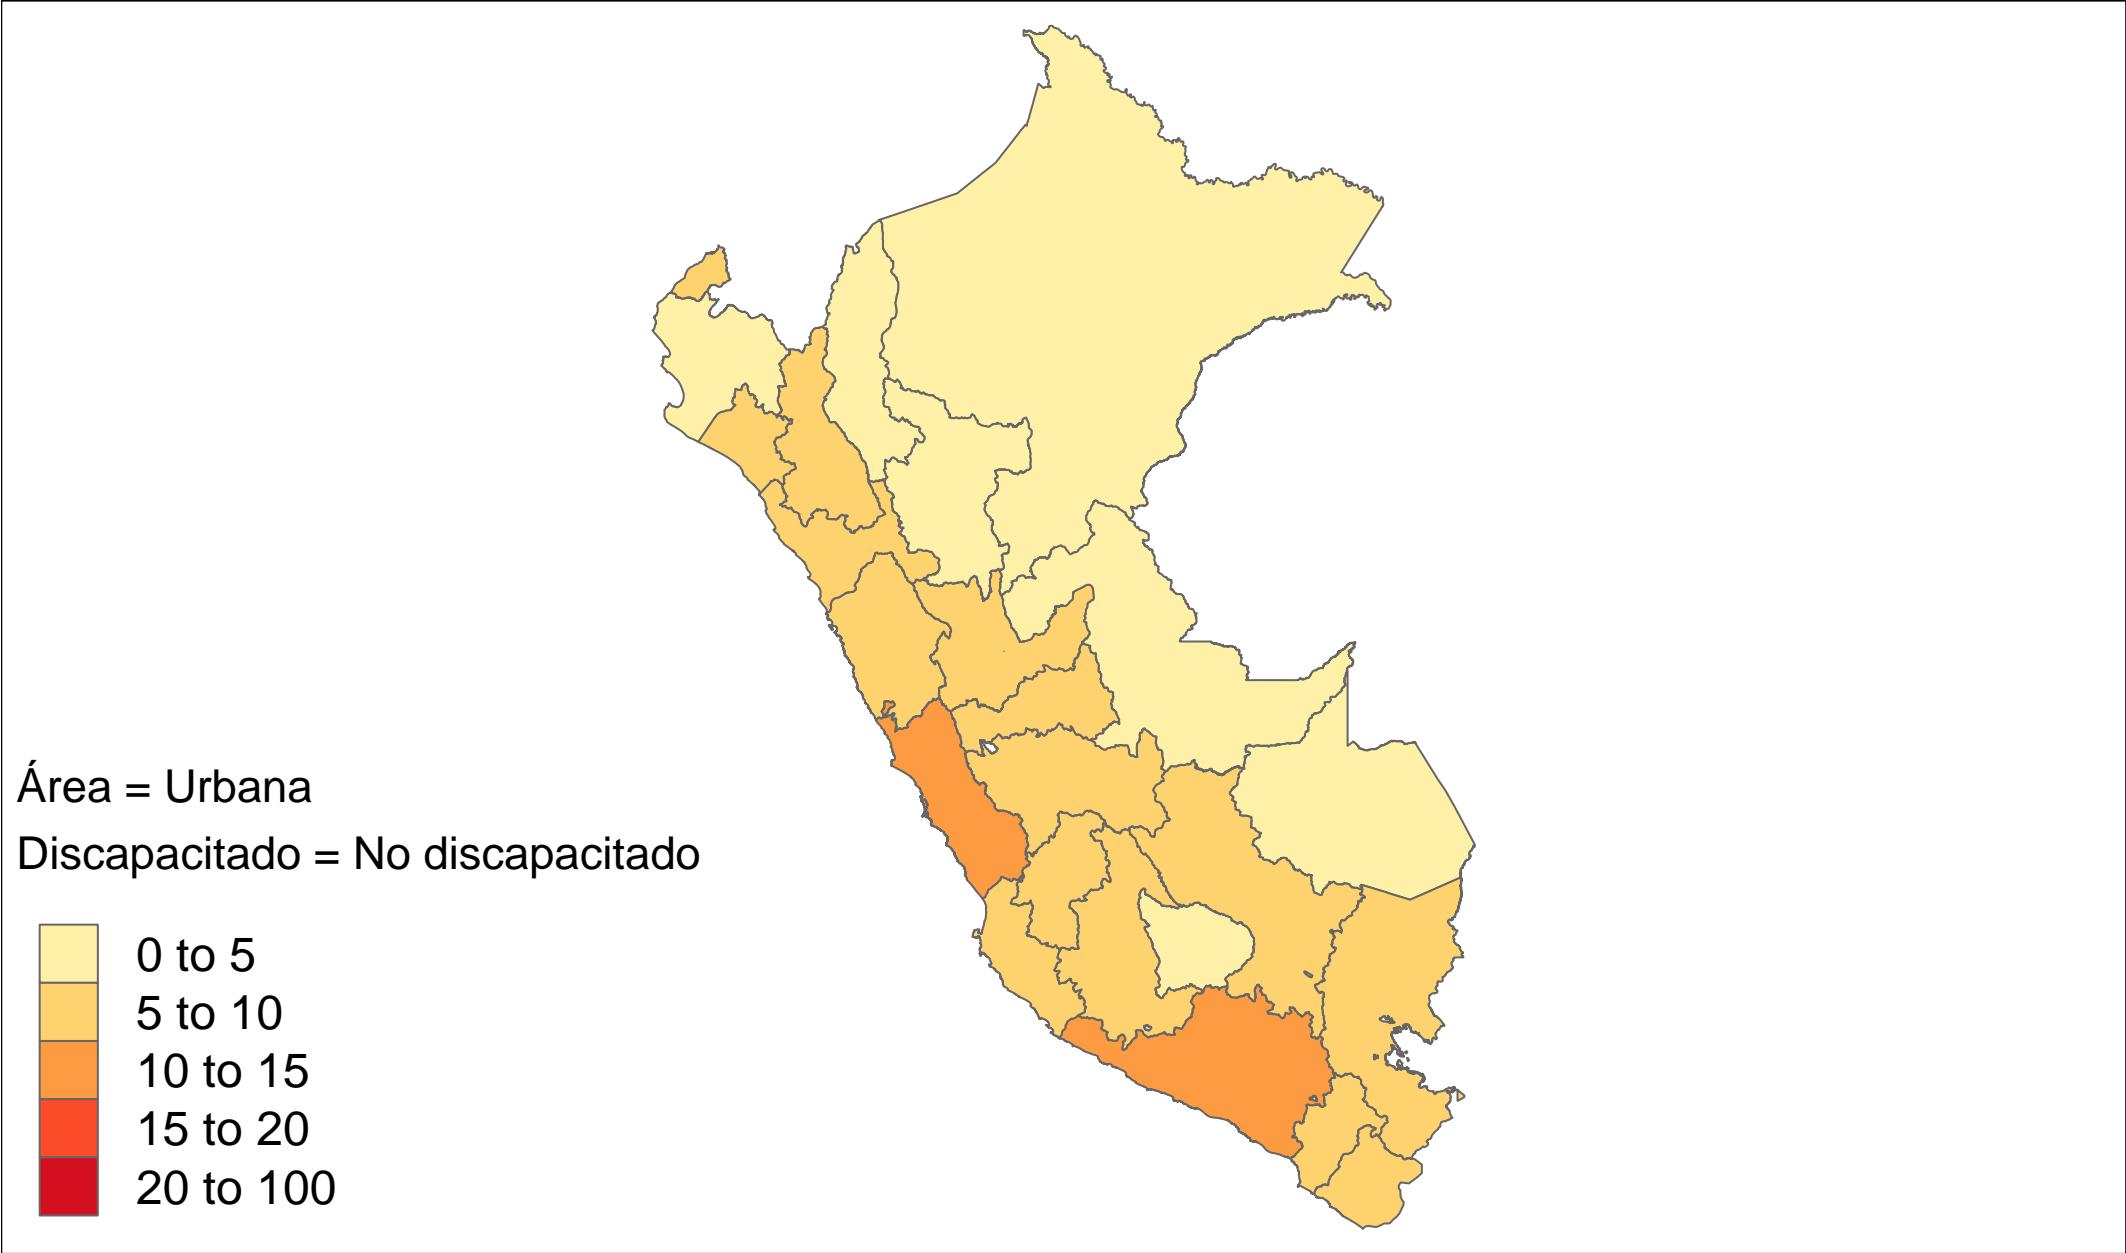 Área = Urbana
Discapacitado = No discapacitado
0 to 5
5 to 10
10 to 15
15 to 20
20 to 100